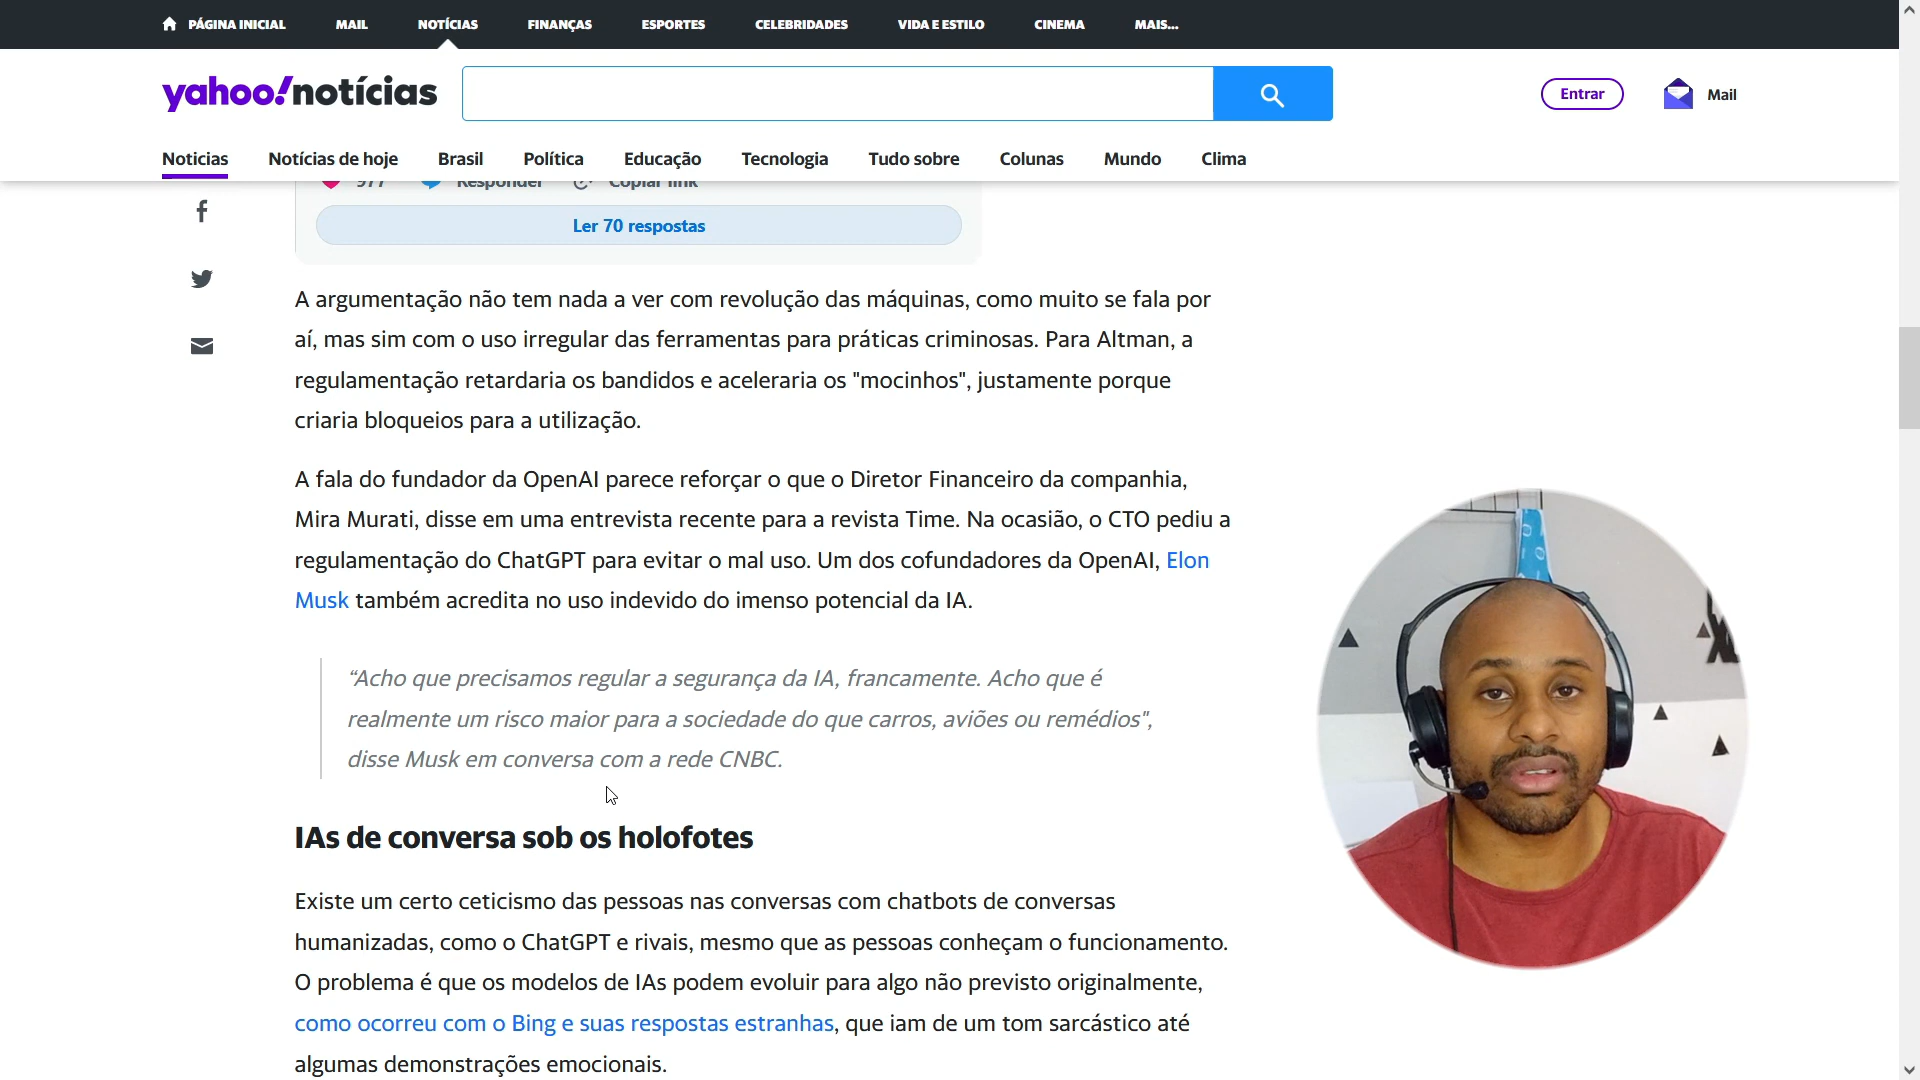 PÁGINA INICIAL MAIL NOTÍCIAS FINANÇAS ESPORTES CELEBRIDADES VIDA E ESTILO CINEMA MAIS...
yahoo!notícias
Entrar Mail
Noticias Notícias de hoje Brasil Política Educação Tecnologia Tudo sobre Colunas Mundo Clima
977 Responder Copiar link
Ler 70 respostas
A argumentação não tem nada a ver com revolução das máquinas, como muito se fala por
aí, mas sim com o uso irregular das ferramentas para práticas criminosas. Para Altman, a
regulamentação retardaria os bandidos e aceleraria os "mocinhos", justamente porque
criaria bloqueios para a utilização.
A fala do fundador da OpenAI parece reforçar o que o Diretor Financeiro da companhia,
Mira Murati, disse em uma entrevista recente para a revista Time. Na ocasião, o CTO pediu a
regulamentação do ChatGPT para evitar o mal uso. Um dos cofundadores da OpenAI, Elon
Musk também acredita no uso indevido do imenso potencial da IA.
“Acho que precisamos regular a segurança da IA, francamente. Acho que é
realmente um risco maior para a sociedade do que carros, aviões ou remédios",
disse Musk em conversa com a rede CNBC.
IAs de conversa sob os holofotes
Existe um certo ceticismo das pessoas nas conversas com chatbots de conversas
humanizadas, como o ChatGPT e rivais, mesmo que as pessoas conheçam o funcionamento.
O problema é que os modelos de IAs podem evoluir para algo não previsto originalmente,
como ocorreu com o Bing e suas respostas estranhas, que iam de um tom sarcástico até
algumas demonstrações emocionais.